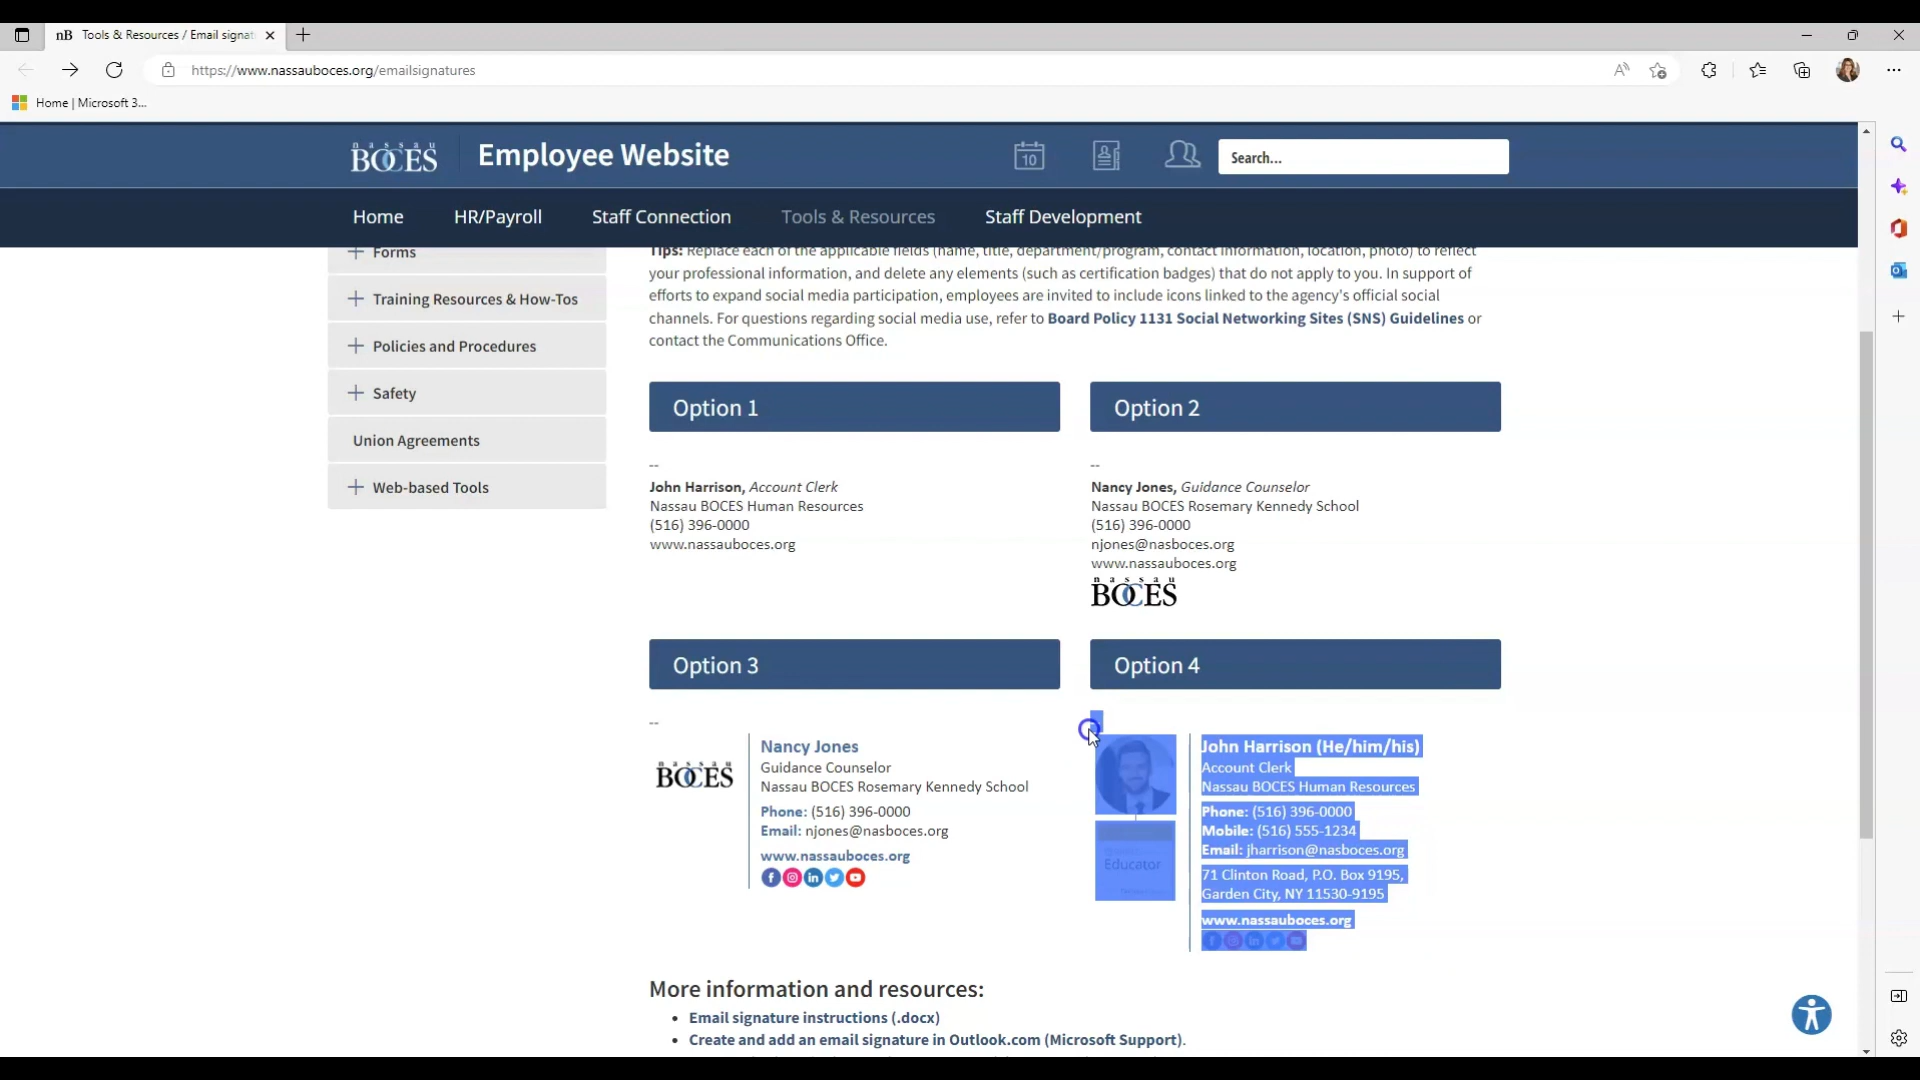 nB Tools & Resources / Email signat
https://www.nassauboces.org/emailsignatures
Home | Microsoft 3...
nassau
BOCES
Employee Website
10
Search...
Home
HR/Payroll
Staff Connection
Tools & Resources
Staff Development
Forms
Training Resources & How-Tos
Policies and Procedures
Safety
Union Agreements
Web-based Tools
Tips: Replace each of the applicable fields (name, title, department/program, contact information, location, photo) to reflect
your professional information, and delete any elements (such as certification badges) that do not apply to you. In support of
efforts to expand social media participation, employees are invited to include icons linked to the agency's official social
channels. For questions regarding social media use, refer to Board Policy 1131 Social Networking Sites (SNS) Guidelines or
contact the Communications Office.
Option 1
--
John Harrison, Account Clerk
Nassau BOCES Human Resources
(516) 396-0000
www.nassauboces.org
Option 2
--
Nancy Jones, Guidance Counselor
Nassau BOCES Rosemary Kennedy School
(516) 396-0000
njones@nasboces.org
www.nassauboces.org
nassau
BOCES
Option 3
--
nassau
BOCES
Nancy Jones
Guidance Counselor
Nassau BOCES Rosemary Kennedy School
Phone: (516) 396-0000
Email: njones@nasboces.org
www.nassauboces.org
Option 4
Educator
John Harrison (He/him/his)
Account Clerk
Nassau BOCES Human Resources
Phone: (516) 396-0000
Mobile: (516) 555-1234
Email: jharrison@nasboces.org
71 Clinton Road, P.O. Box 9195,
Garden City, NY 11530-9195
www.nassauboces.org
More information and resources:
Email signature instructions (.docx)
Create and add an email signature in Outlook.com (Microsoft Support).